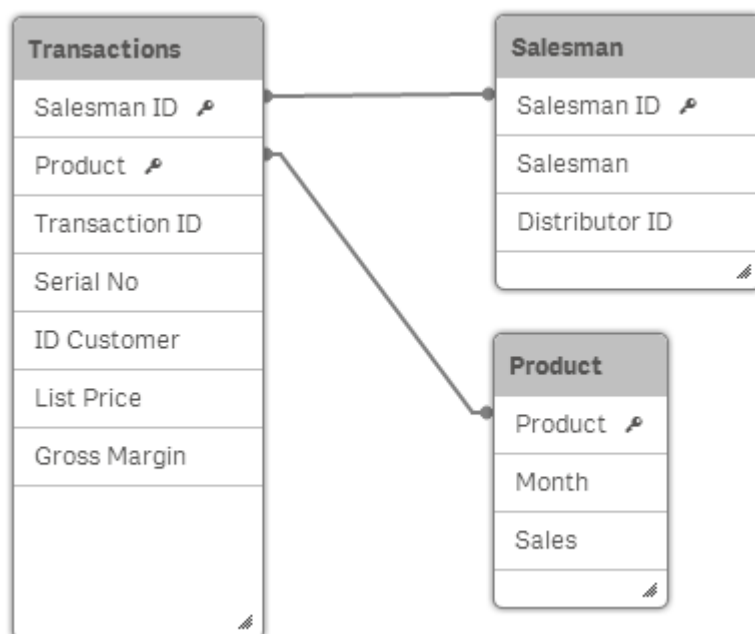 Transactions
Salesman ID
Product
Transaction ID
Serial No
ID Customer
List Price
Gross Margin
Salesman
Salesman ID
Salesman
Distributor ID
Product
Product
Month
Sales